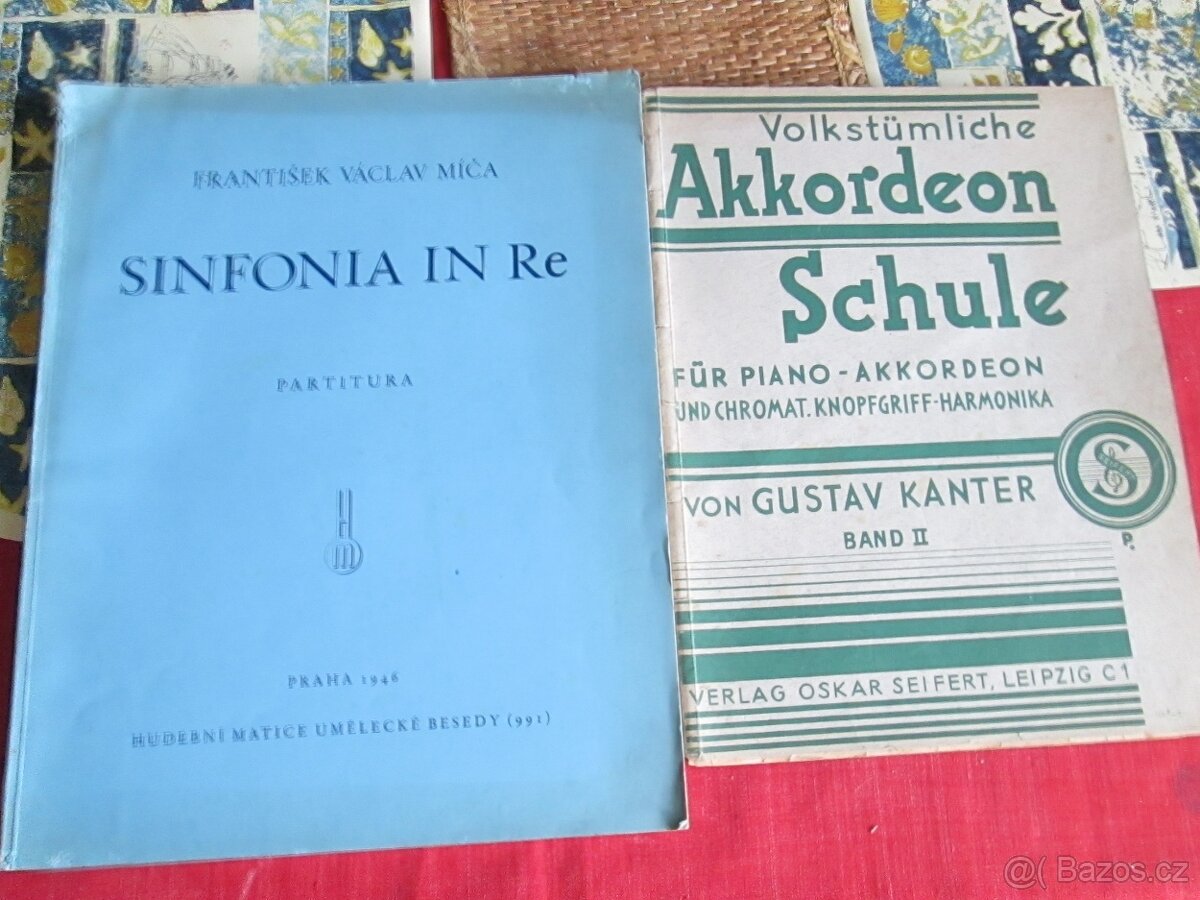 FRANTIŠEK VÁCLAV MÍČA
SINFONIA IN Re
PARTITURA
HM
PRAHA 1946
HUDEBNÍ MATICE UMĚLECKÉ BESEDY (991)
Volkstümliche
Akkordeon
Schule
FÜR PIANO-AKKORDEON
UND CHROMAT. KNOPFGRIFF-HARMONIKA
VON GUSTAV KANTER
BAND II
P.
VERLAG OSKAR SEIFERT, LEIPZIG C1
Bazos.cz